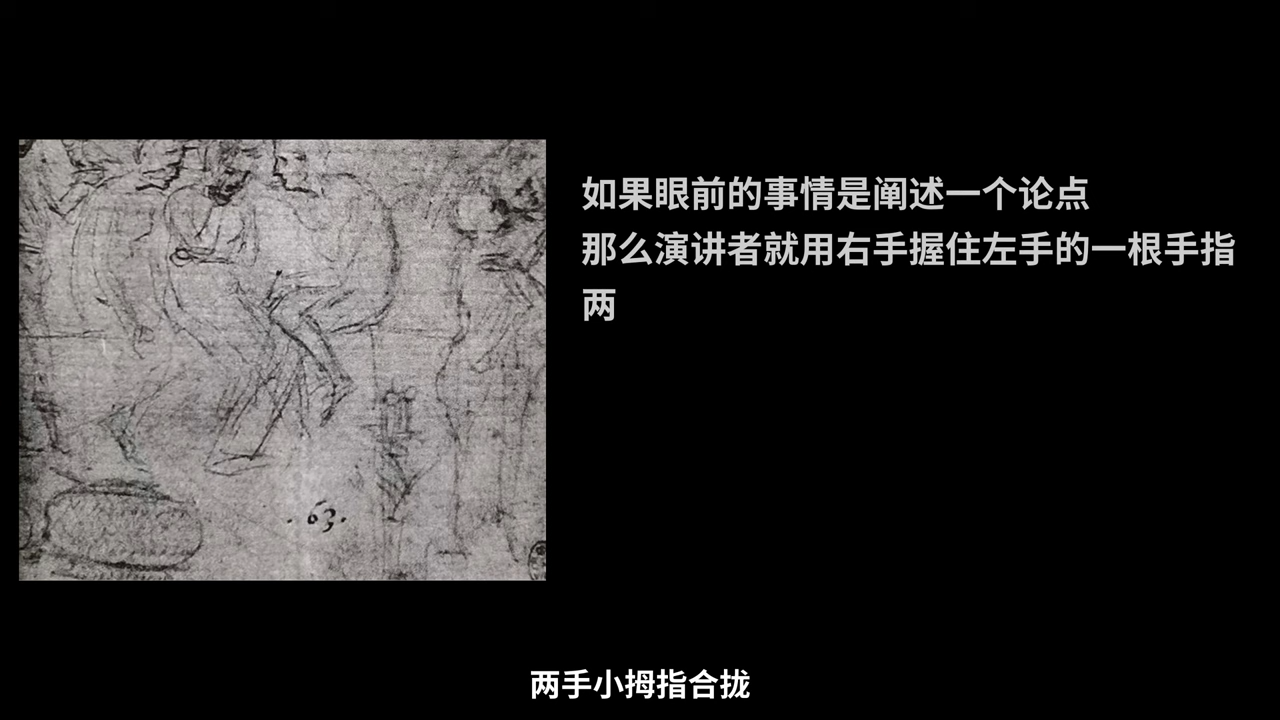 如果眼前的事情是阐述一个论点
那么演讲者就用右手握住左手的一根手指
两
.63.
两手小拇指合拢